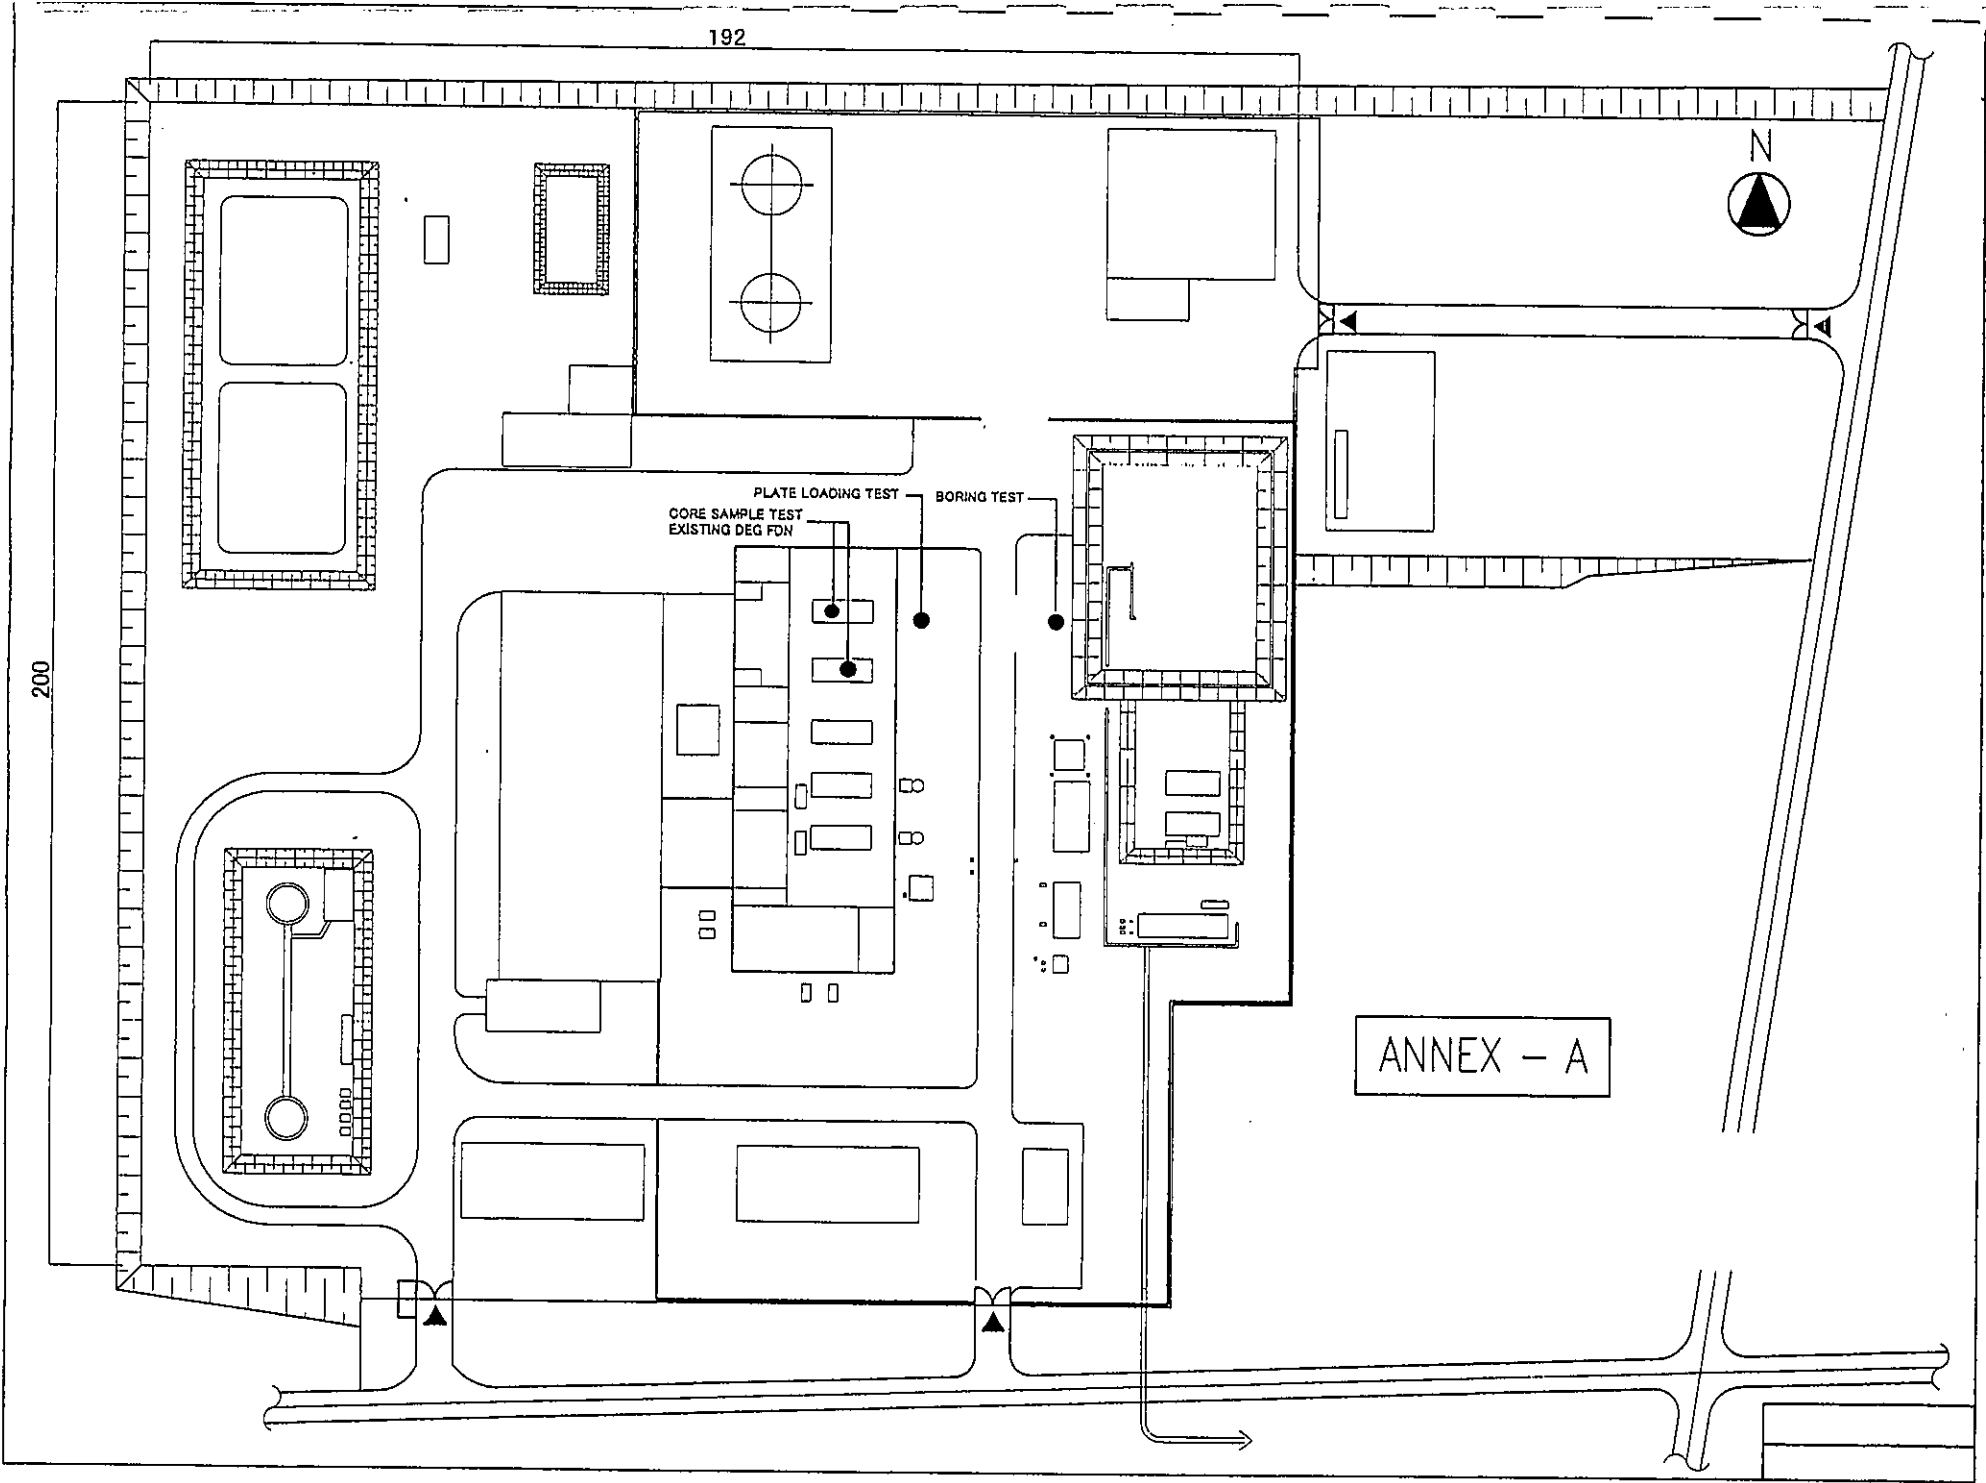 192
N
200
PLATE LOADING TEST
BORING TEST
CORE SAMPLE TEST
EXISTING DEG FDN
ANNEX - A